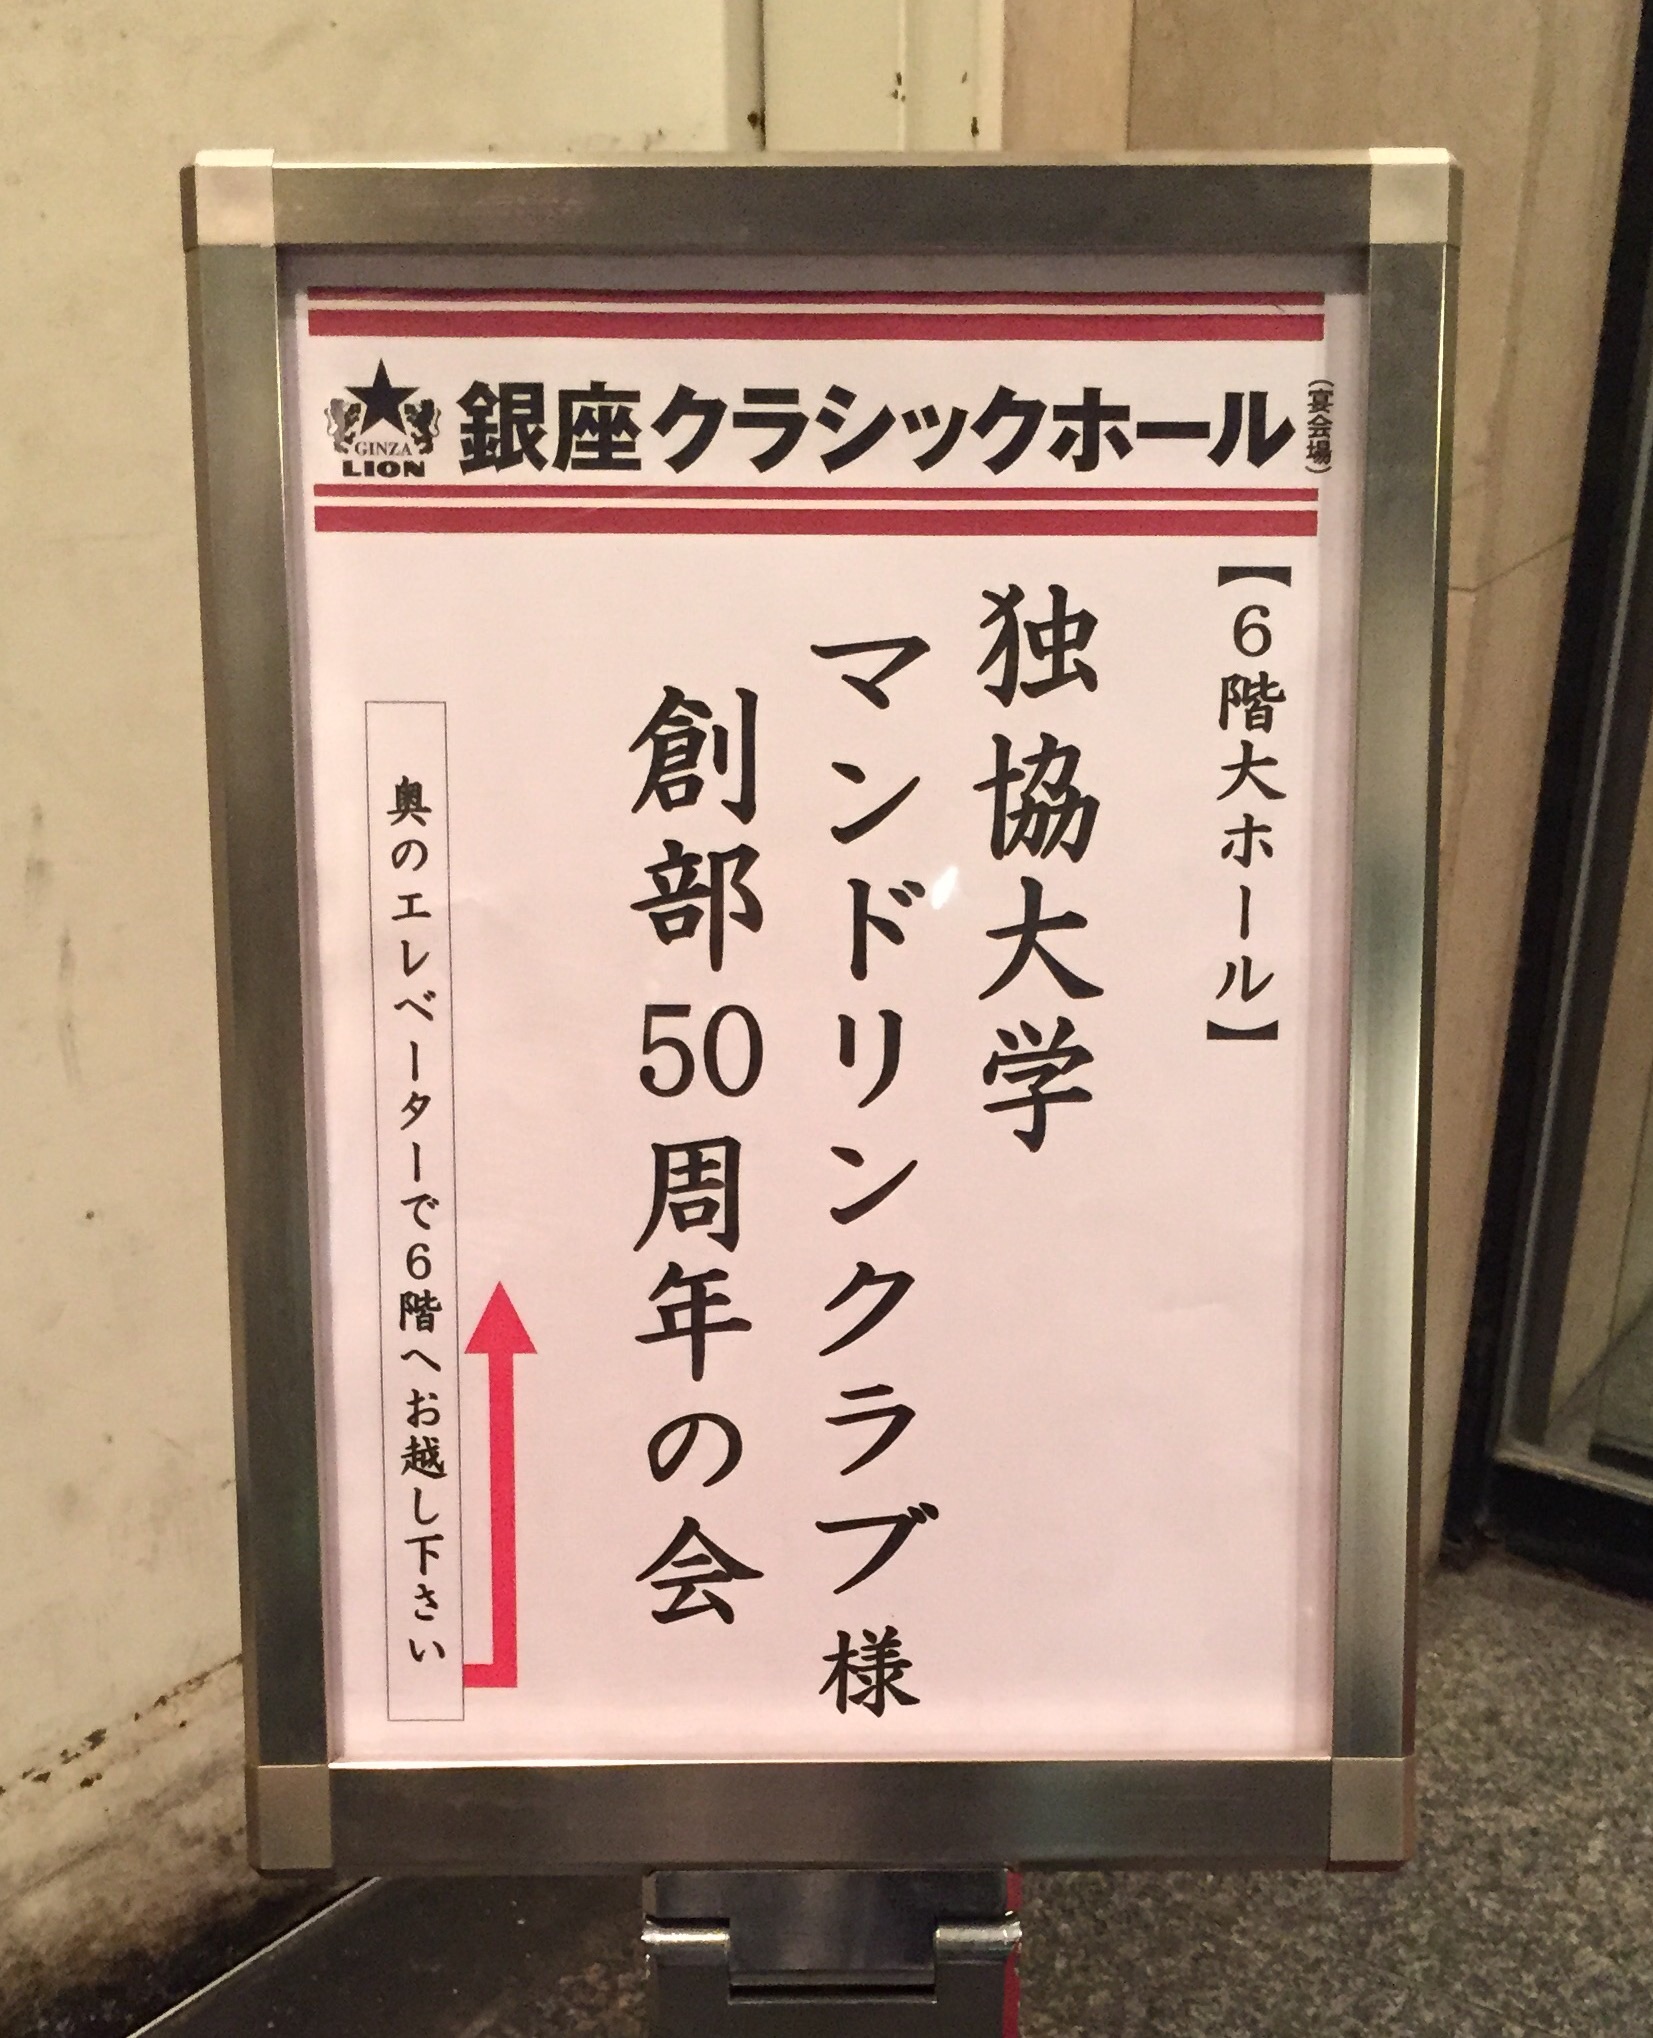 GINZA
LION
銀座クラシックホール
(宴会場)
【6階大ホール】
独協大学
マンドリンクラブ様
創部50周年の会
奥のエレベーターで6階へお越し下さい